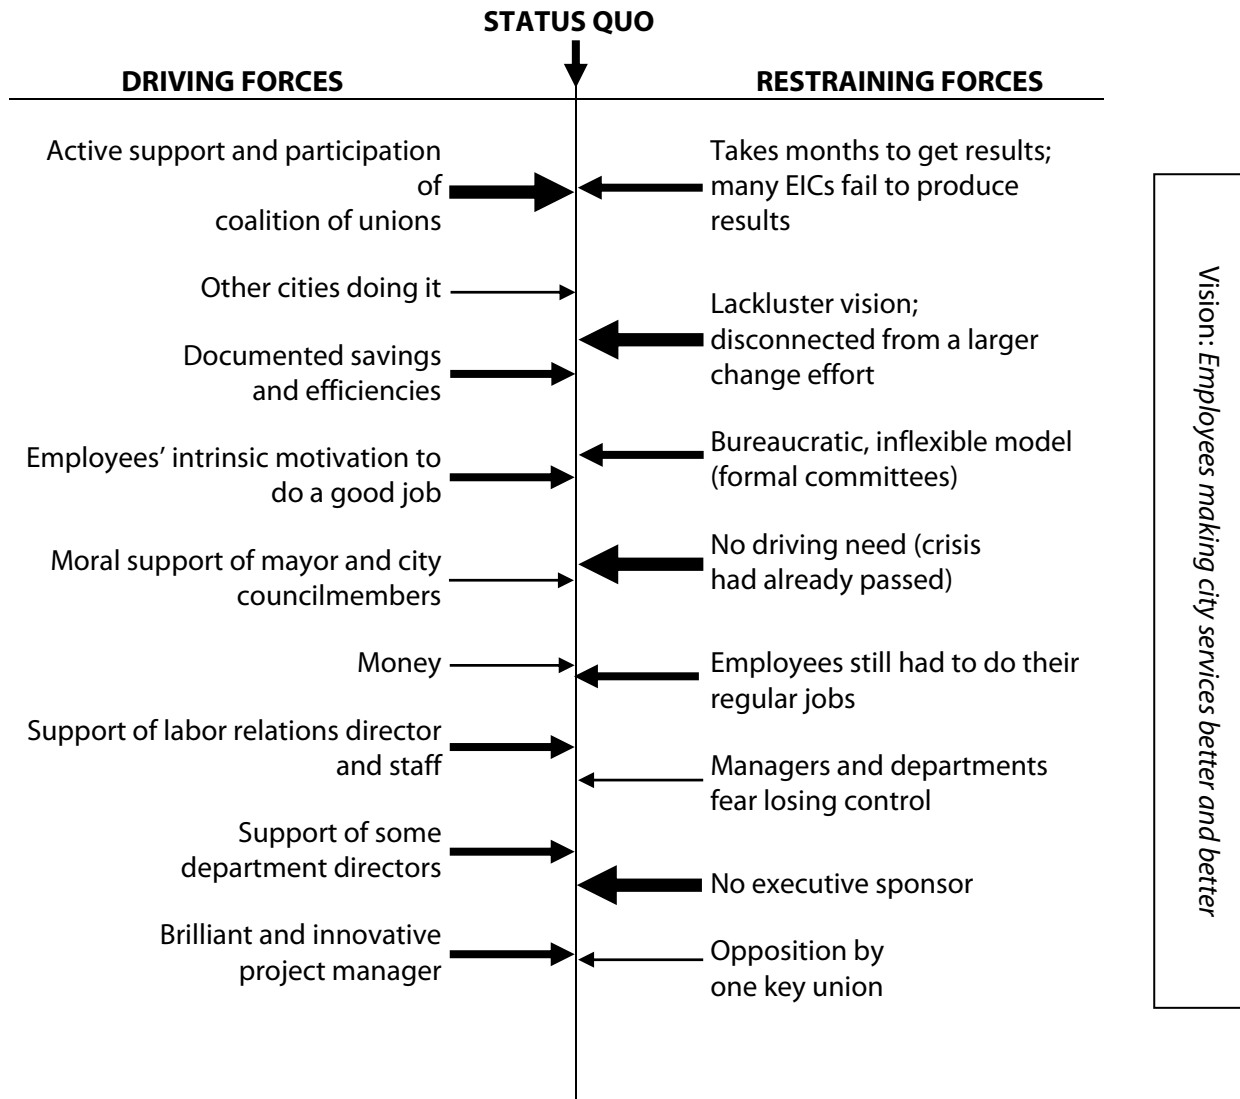 STATUS QUO
DRIVING FORCES
RESTRAINING FORCES
Active support and participation
of
coalition of unions
Takes months to get results;
many EICs fail to produce
results
Other cities doing it
Lackluster vision;
disconnected from a larger
change effort
Documented savings
and efficiencies
Bureaucratic, inflexible model
(formal committees)
Employees’ intrinsic motivation to
do a good job
No driving need (crisis
had already passed)
Moral support of mayor and city
councilmembers
Money
Employees still had to do their
regular jobs
Support of labor relations director
and staff
Managers and departments
fear losing control
Support of some
department directors
No executive sponsor
Brilliant and innovative
project manager
Opposition by
one key union
Vision: Employees making city services better and better